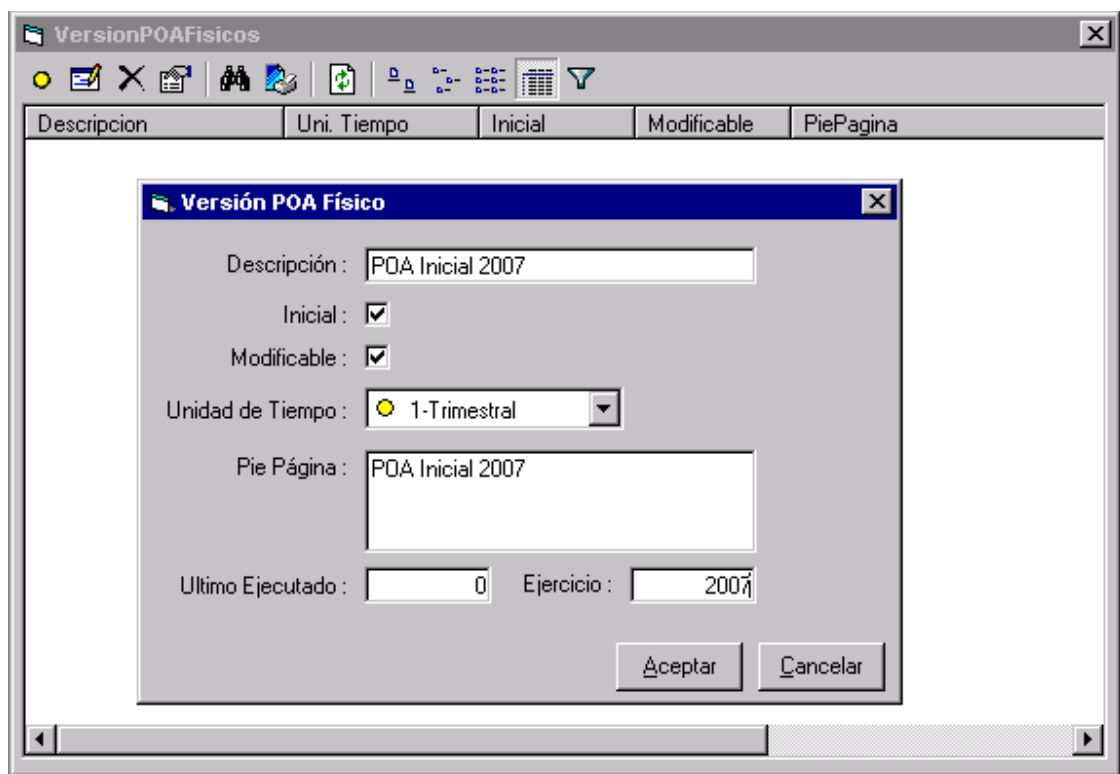 VersionPOAFisicos
Descripcion Uni. Tiempo Inicial Modificable PiePagina
Versión POA Físico
Descripción : POA Inicial 2007
Inicial :
Modificable :
Unidad de Tiempo : 1-Trimestral
Pie Página : POA Inicial 2007
Ultimo Ejecutado : 0 Ejercicio : 2007
Aceptar Cancelar